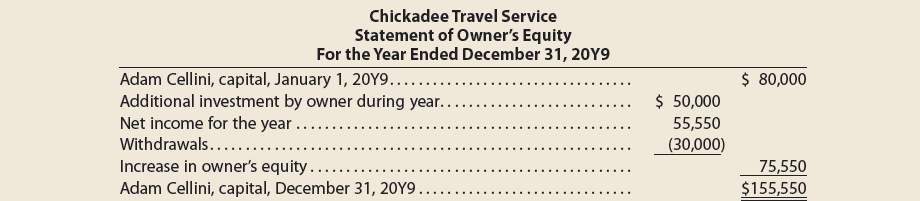 Chickadee Travel Service
Statement of Owner's Equity
For the Year Ended December 31, 20Y9
Adam Cellini, capital, January 1, 20Y9............................ $ 80,000
Additional investment by owner during year........................ $ 50,000
Net income for the year ...................................... 55,550
Withdrawals................................................ (30,000)
Increase in owner's equity..................................... 75,550
Adam Cellini, capital, December 31, 20Y9......................... $155,550